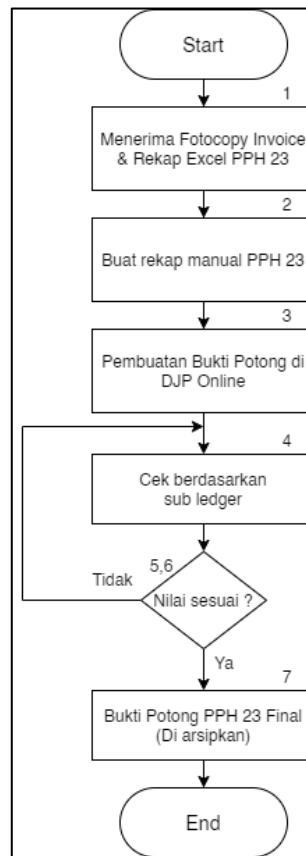 Start
1
Menerima Fotocopy Invoice
& Rekap Excel PPH 23
2
Buat rekap manual PPH 23
3
Pembuatan Bukti Potong di
DJP Online
4
Cek berdasarkan
sub ledger
5,6
Tidak
Nilai sesuai ?
Ya
7
Bukti Potong PPH 23 Final
(Di arsipkan)
End